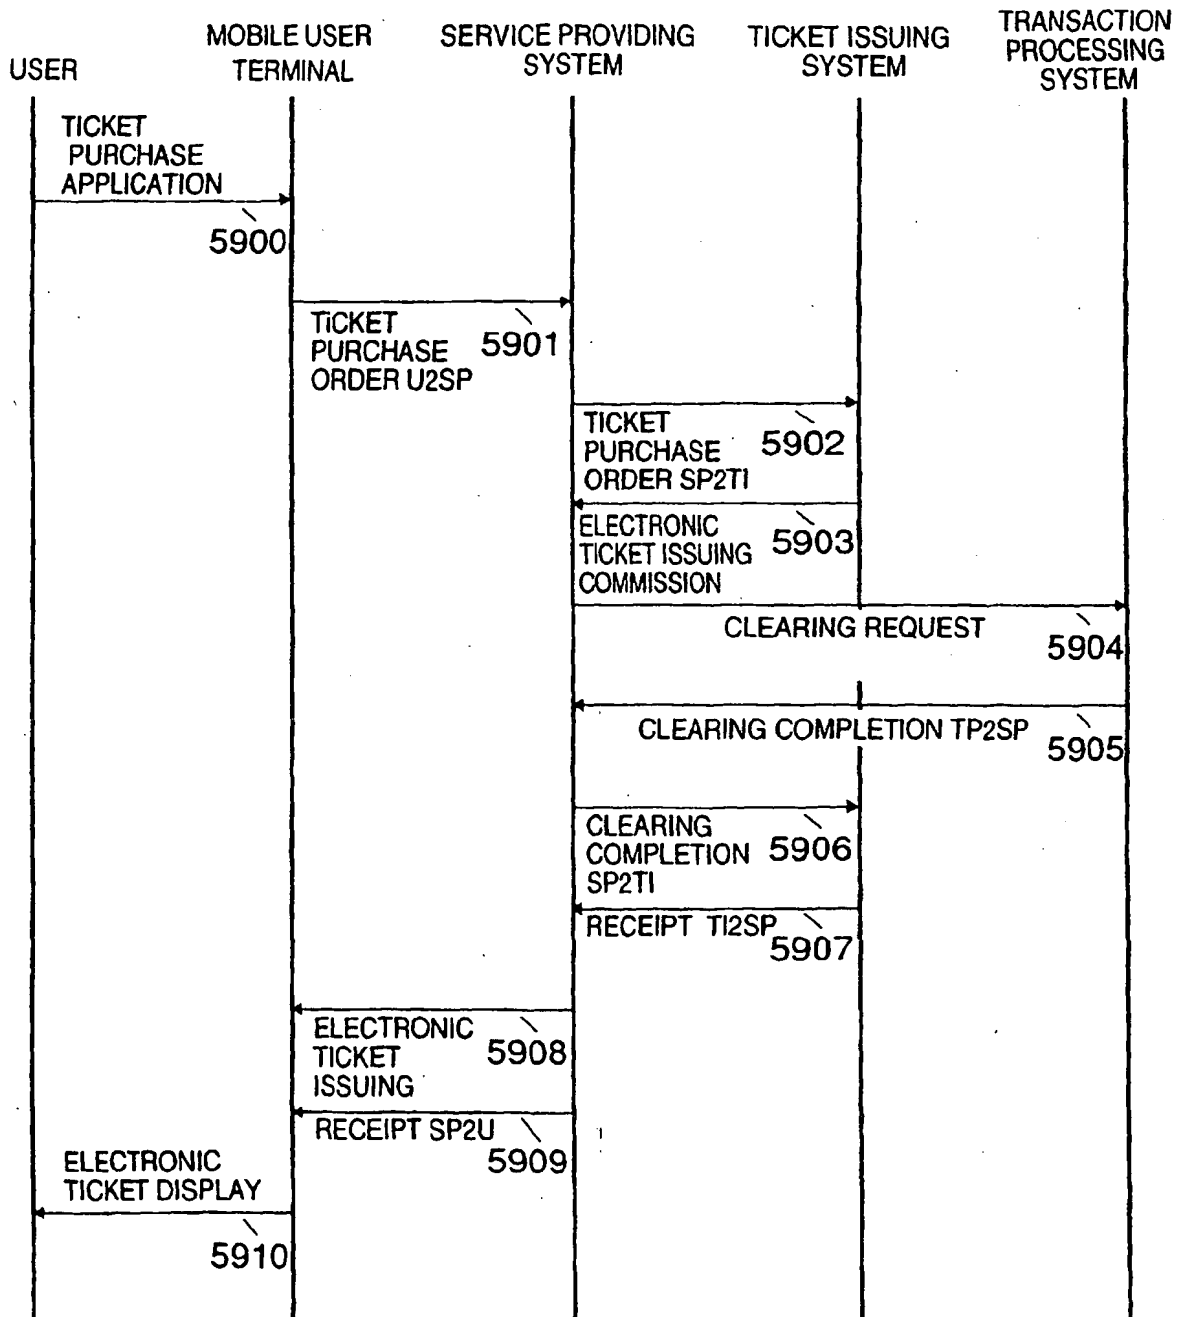 USER
MOBILE USER
TERMINAL
SERVICE PROVIDING
SYSTEM
TICKET ISSUING
SYSTEM
TRANSACTION
PROCESSING
SYSTEM
TICKET
PURCHASE
APPLICATION
5900
TICKET
PURCHASE
ORDER U2SP
5901
TICKET
PURCHASE
ORDER SP2TI
5902
ELECTRONIC
TICKET ISSUING
COMMISSION
5903
CLEARING REQUEST
5904
CLEARING COMPLETION TP2SP
5905
CLEARING
COMPLETION
SP2TI
5906
RECEIPT TI2SP
5907
ELECTRONIC
TICKET
ISSUING
5908
RECEIPT SP2U
5909
ELECTRONIC
TICKET DISPLAY
5910